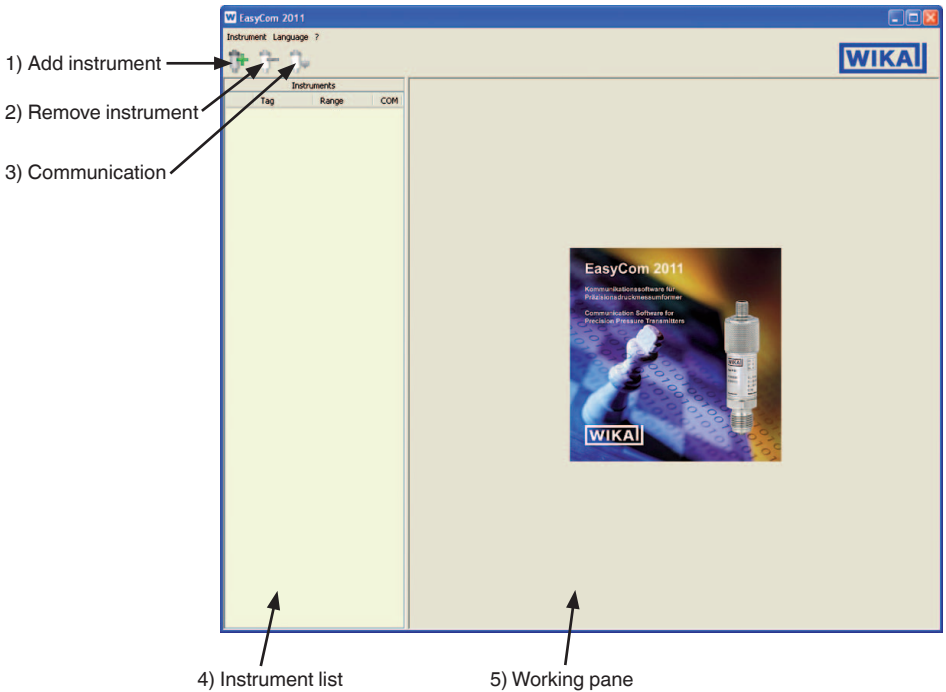 EasyCom 2011
Instrument Language ?
WIKA
1) Add instrument
2) Remove instrument
3) Communication
Instruments
Tag Range COM
EasyCom 2011
Kommunikationssoftware für
Präzisionsdruckmessumformer
Communication Software for
Precision Pressure Transmitters
WIKA
WIKA
4) Instrument list
5) Working pane